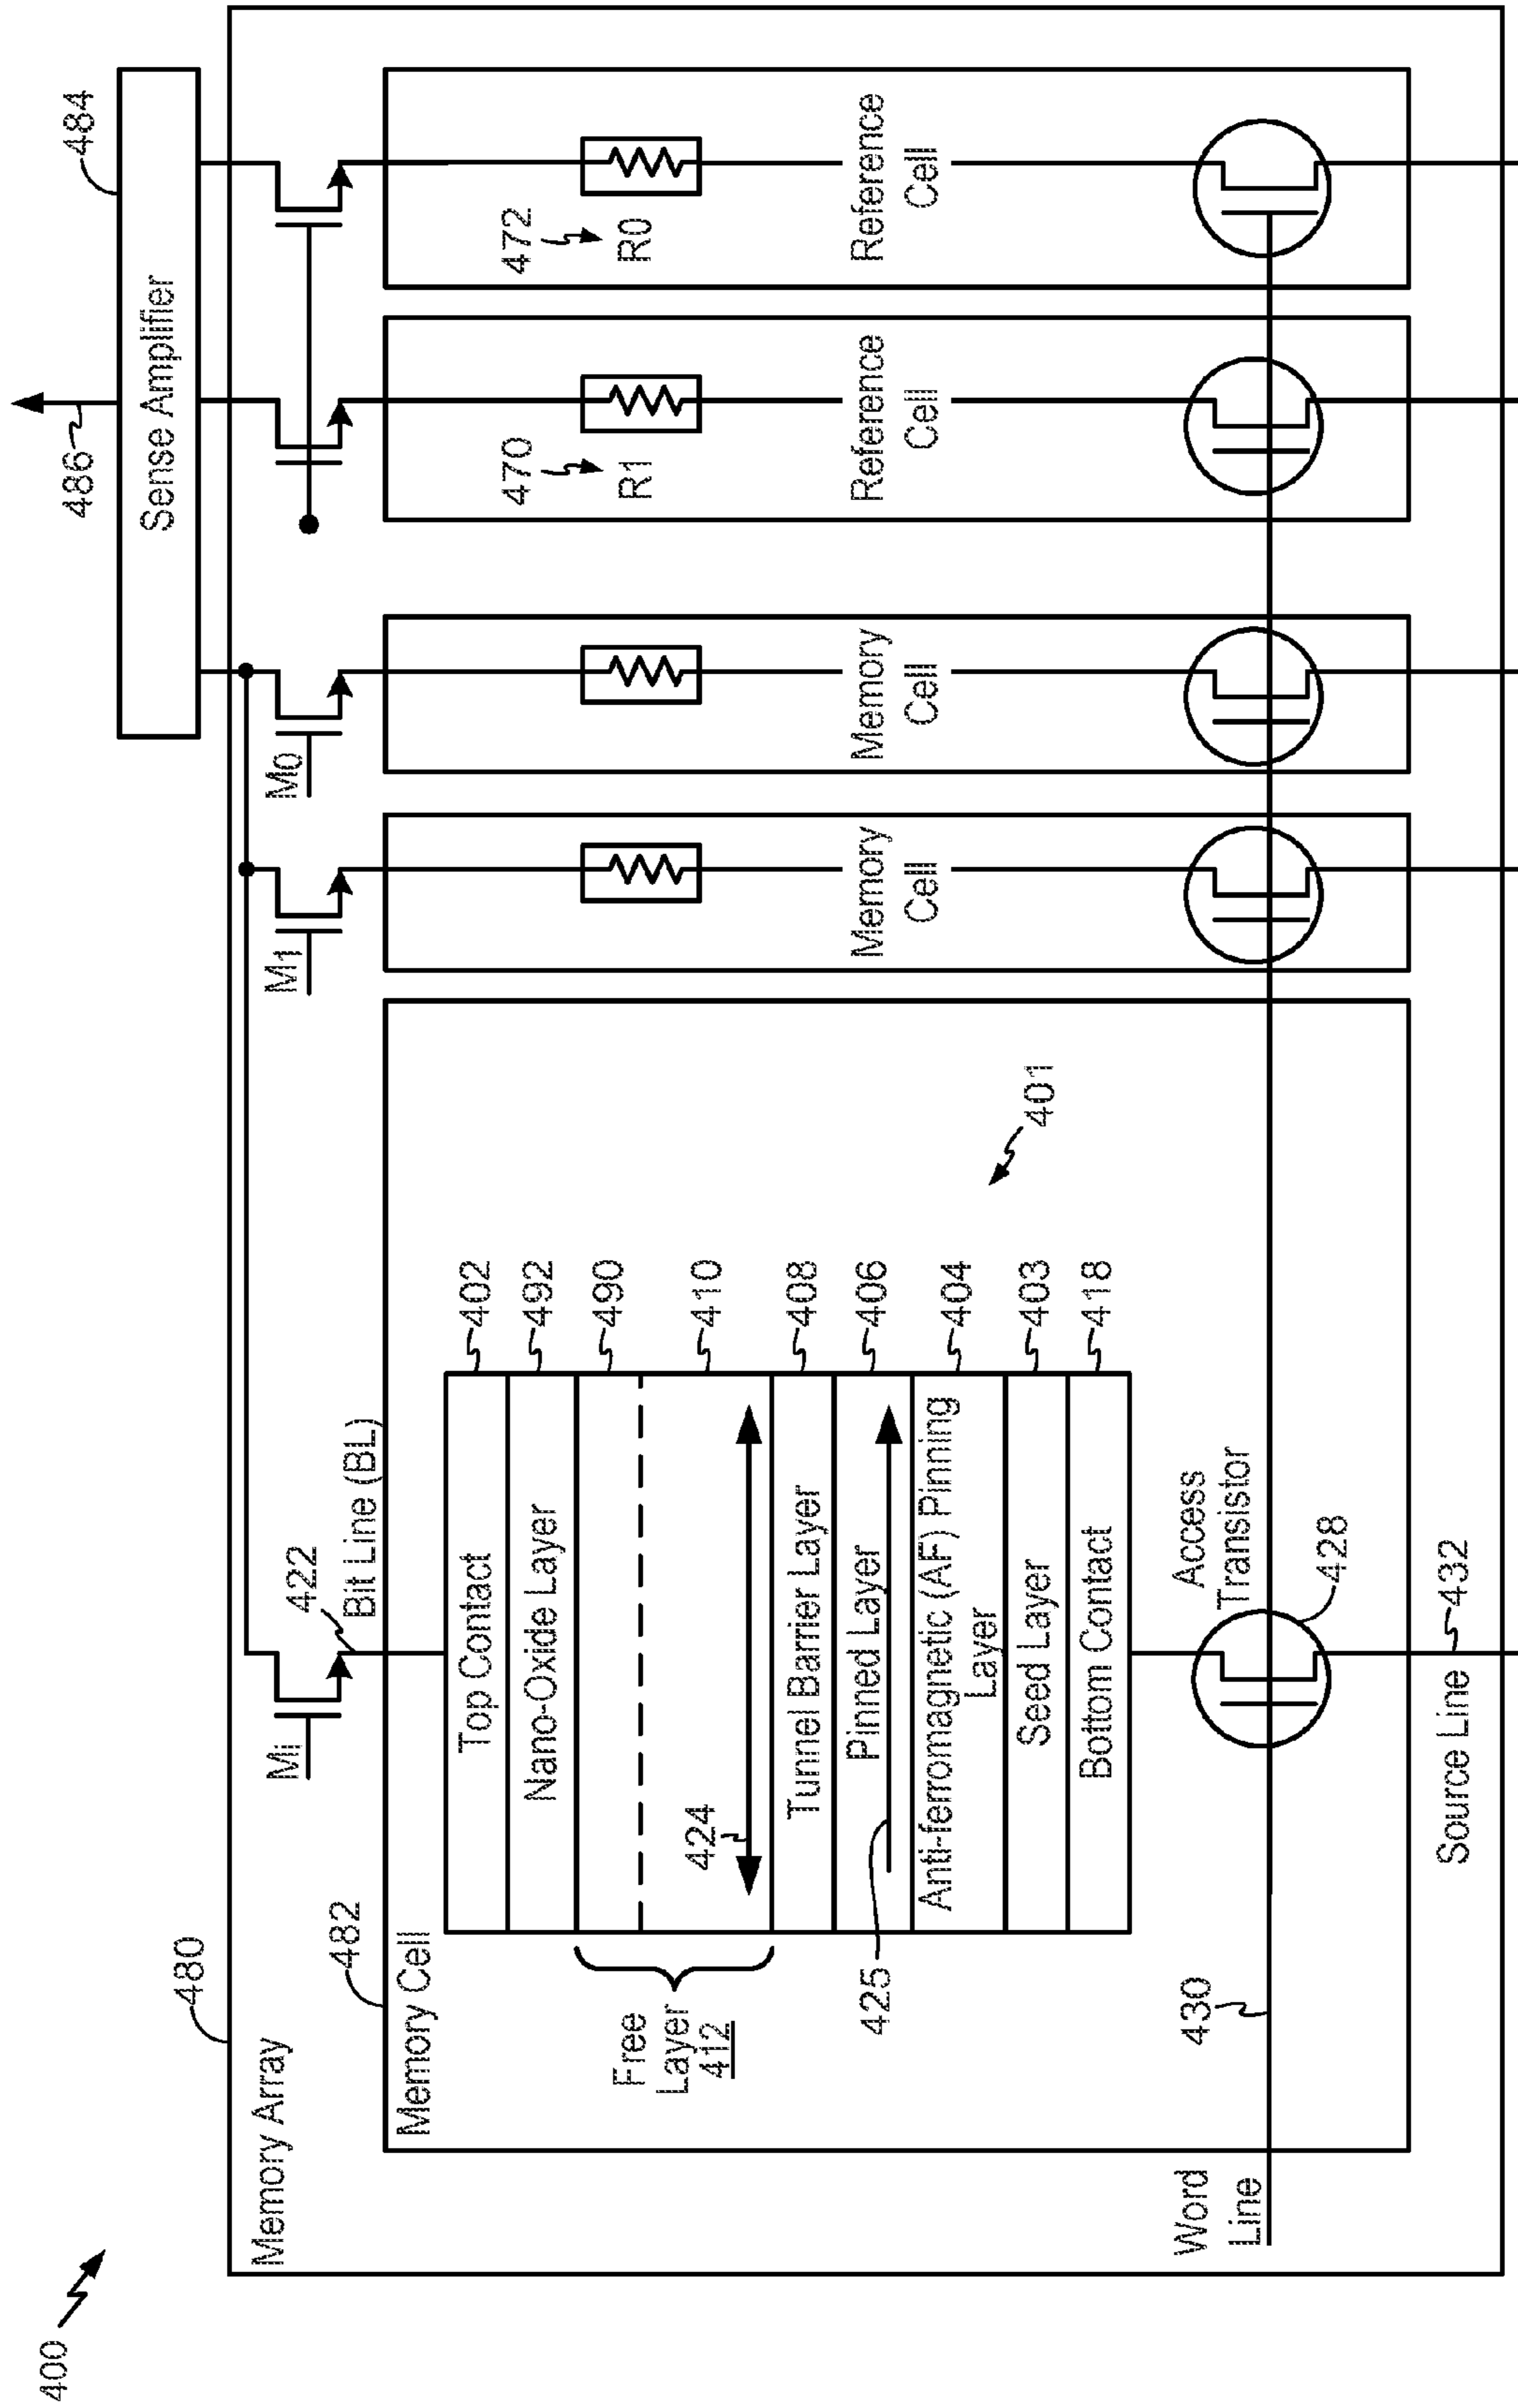 400
480
Memory Array
482
Memory Cell
484
486
Sense Amplifier
Mi
M1
M0
422
Bit Line (BL)
472
R0
470
R1
Top Contact
402
Nano-Oxide Layer
492
490
410
Free
Layer
412
424
Tunnel Barrier Layer
408
Pinned Layer
406
425
Anti-ferromagnetic (AF) Pinning
Layer
404
Seed Layer
403
Bottom Contact
418
401
Memory
Cell
Memory
Cell
Reference
Cell
Reference
Cell
Access
Transistor
428
Word
Line
430
Source Line
432